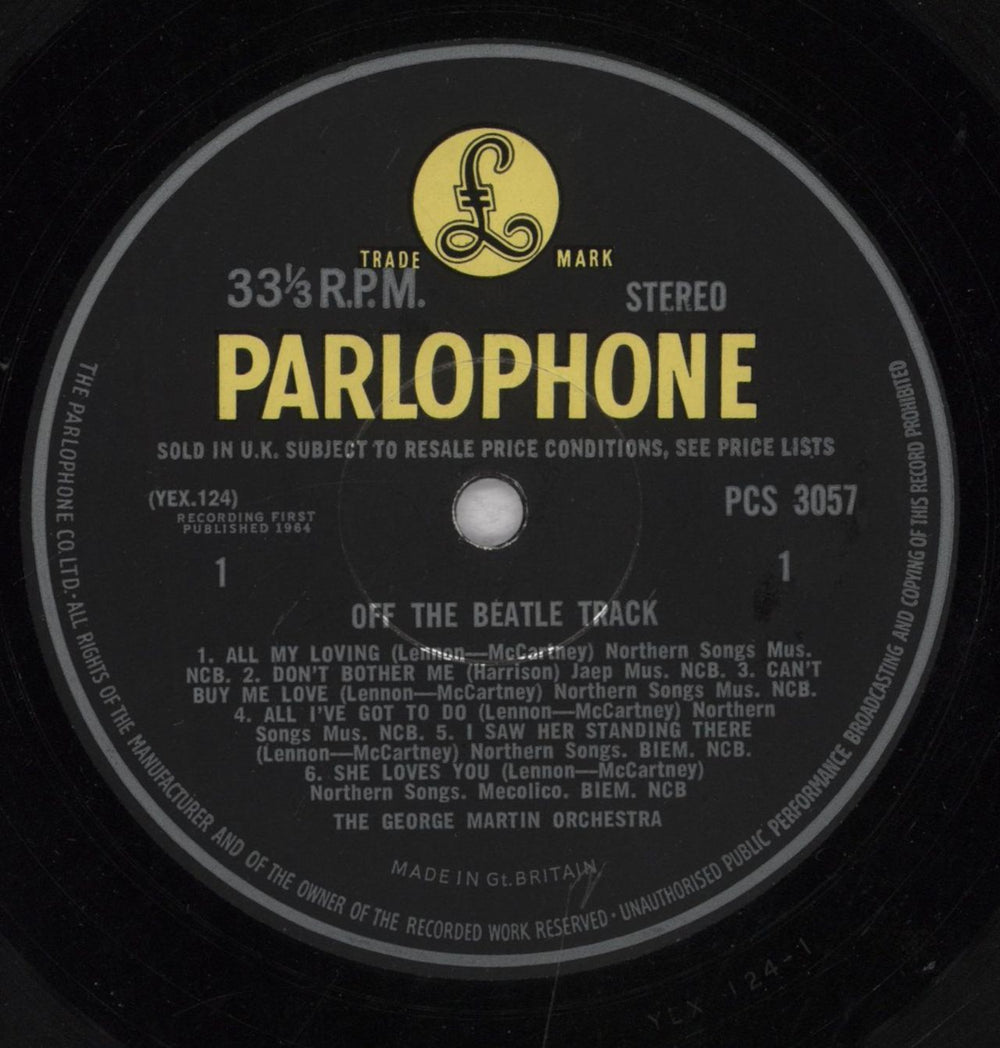 £
TRADE MARK
33⅓ R.P.M. STEREO
PARLOPHONE
SOLD IN U.K. SUBJECT TO RESALE PRICE CONDITIONS, SEE PRICE LISTS
(YEX.124) PCS 3057
RECORDING FIRST
PUBLISHED 1964
1 1
OFF THE BEATLE TRACK
1. ALL MY LOVING (Lennon—McCartney) Northern Songs Mus.
NCB. 2. DON'T BOTHER ME (Harrison) Jaep Mus. NCB. 3. CAN'T
BUY ME LOVE (Lennon—McCartney) Northern Songs Mus. NCB.
4. ALL I'VE GOT TO DO (Lennon—McCartney) Northern
Songs Mus. NCB. 5. I SAW HER STANDING THERE
(Lennon—McCartney) Northern Songs. BIEM. NCB.
6. SHE LOVES YOU (Lennon—McCartney)
Northern Songs. Mecolico. BIEM. NCB
THE GEORGE MARTIN ORCHESTRA
MADE IN Gt.BRITAIN
THE PARLOPHONE CO.LTD.·ALL RIGHTS OF THE MANUFACTURER AND OF THE OWNER OF THE RECORDED WORK RESERVED·UNAUTHORISED PUBLIC PERFORMANCE BROADCASTING AND COPYING OF THIS RECORD PROHIBITED
YEX 124-1